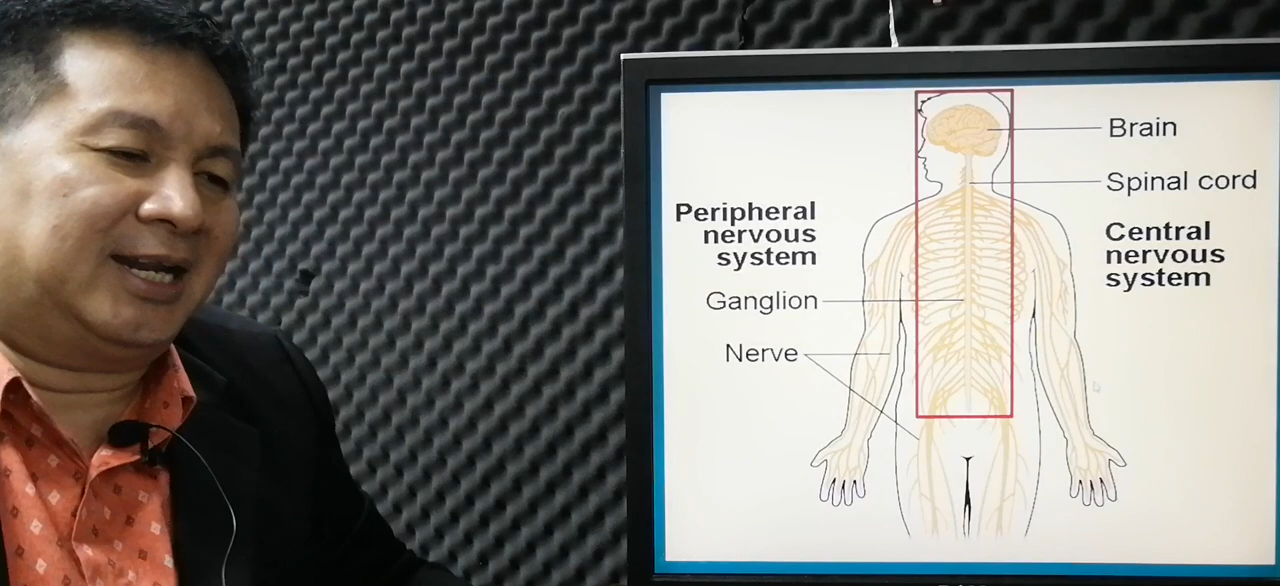 Brain
Spinal cord
Peripheral
nervous
system
Central
nervous
system
Ganglion
Nerve